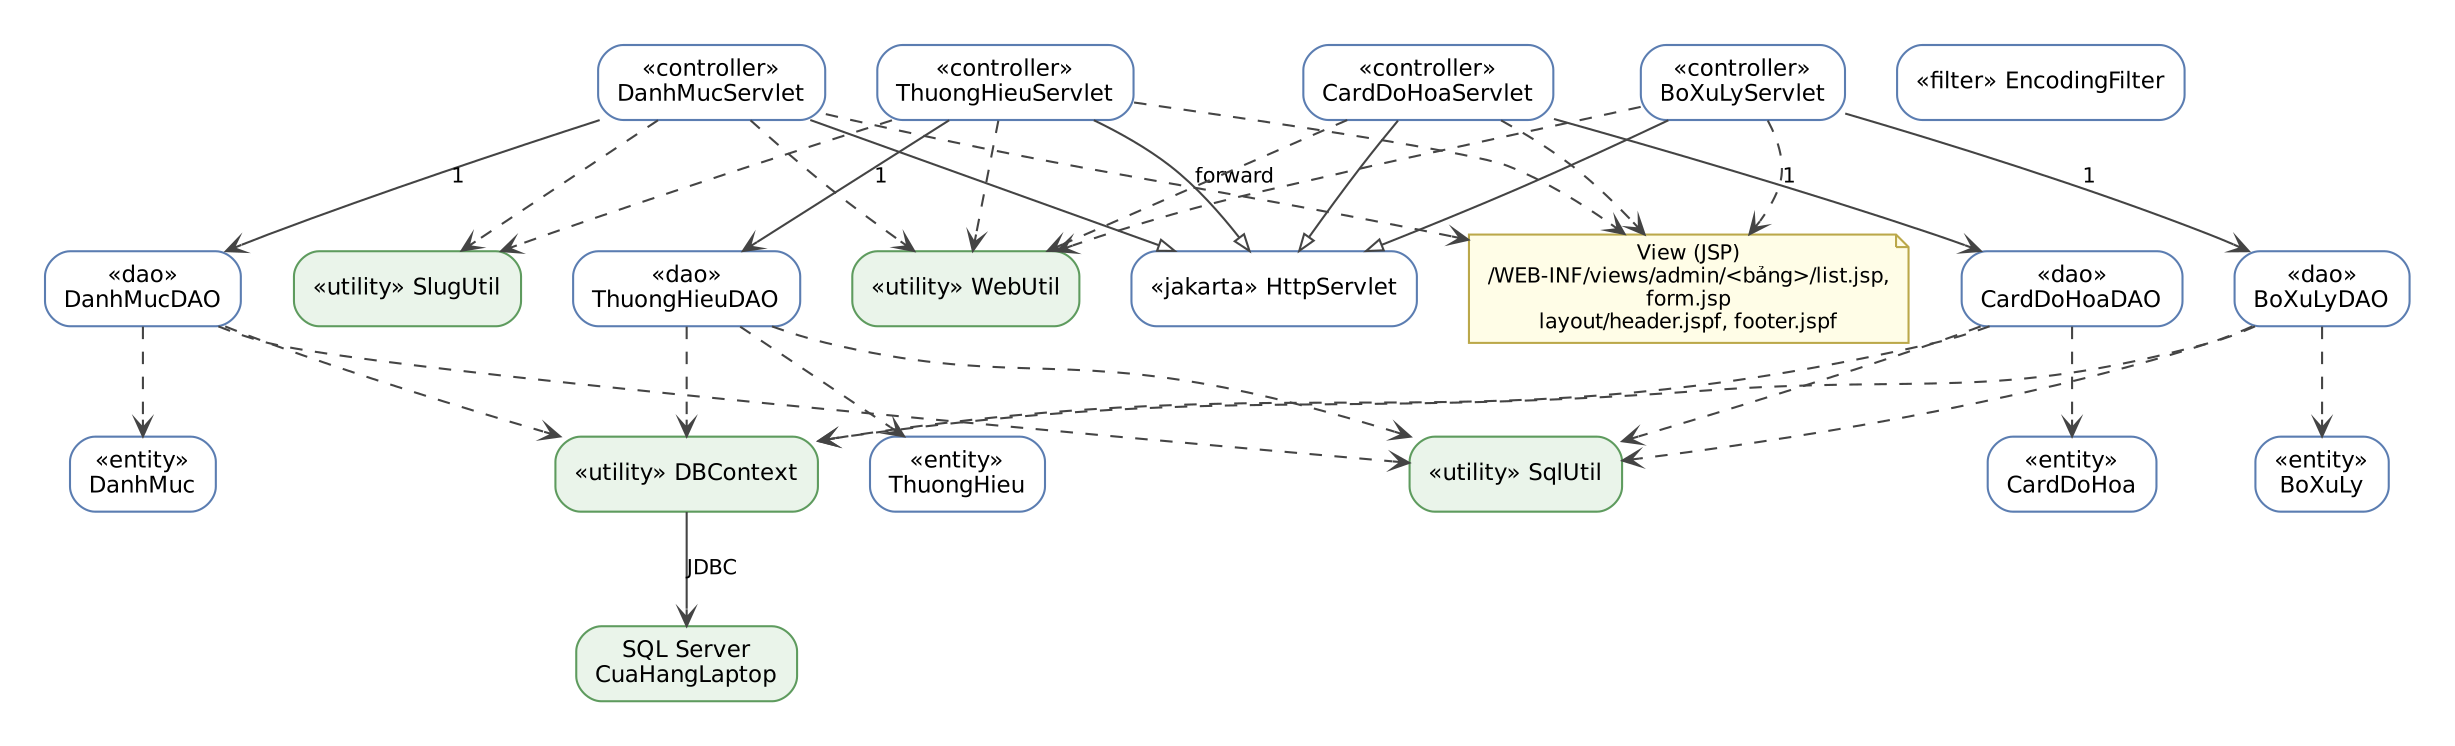 «controller»
DanhMucServlet
«controller»
ThuongHieuServlet
«controller»
CardDoHoaServlet
«controller»
BoXuLyServlet
«filter» EncodingFilter
1
1
forward
1
1
«dao»
DanhMucDAO
«utility» SlugUtil
«dao»
ThuongHieuDAO
«utility» WebUtil
«jakarta» HttpServlet
View (JSP)
/WEB-INF/views/admin/<bảng>/list.jsp,
form.jsp
layout/header.jspf, footer.jspf
«dao»
CardDoHoaDAO
«dao»
BoXuLyDAO
«entity»
DanhMuc
«utility» DBContext
«entity»
ThuongHieu
«utility» SqlUtil
«entity»
CardDoHoa
«entity»
BoXuLy
JDBC
SQL Server
CuaHangLaptop